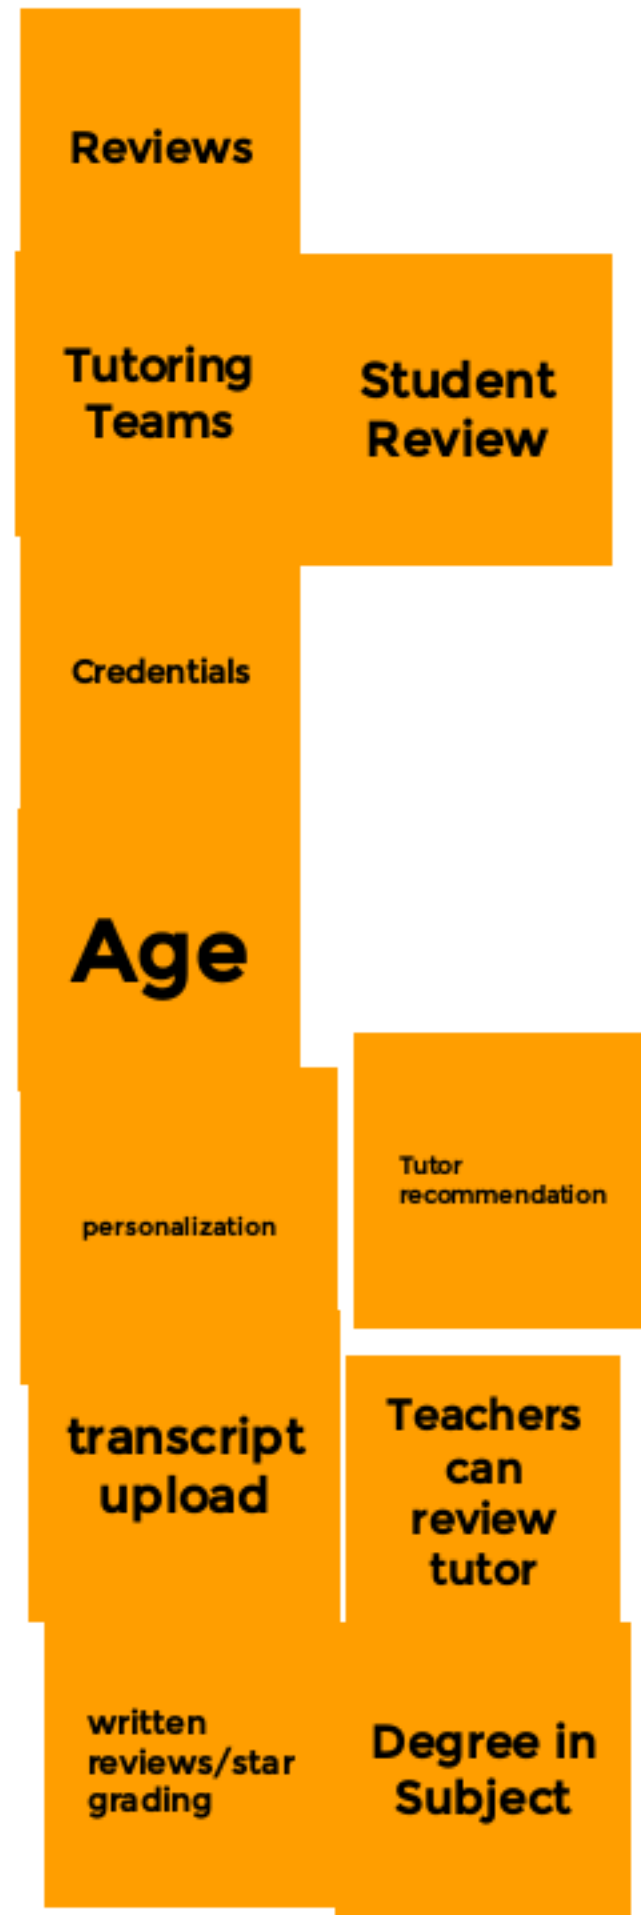 Reviews
Tutoring
Teams
Student
Review
Credentials
Age
Tutor
recommendation
personalization
transcript
upload
Teachers
can
review
tutor
written
reviews/star
grading
Degree in
Subject